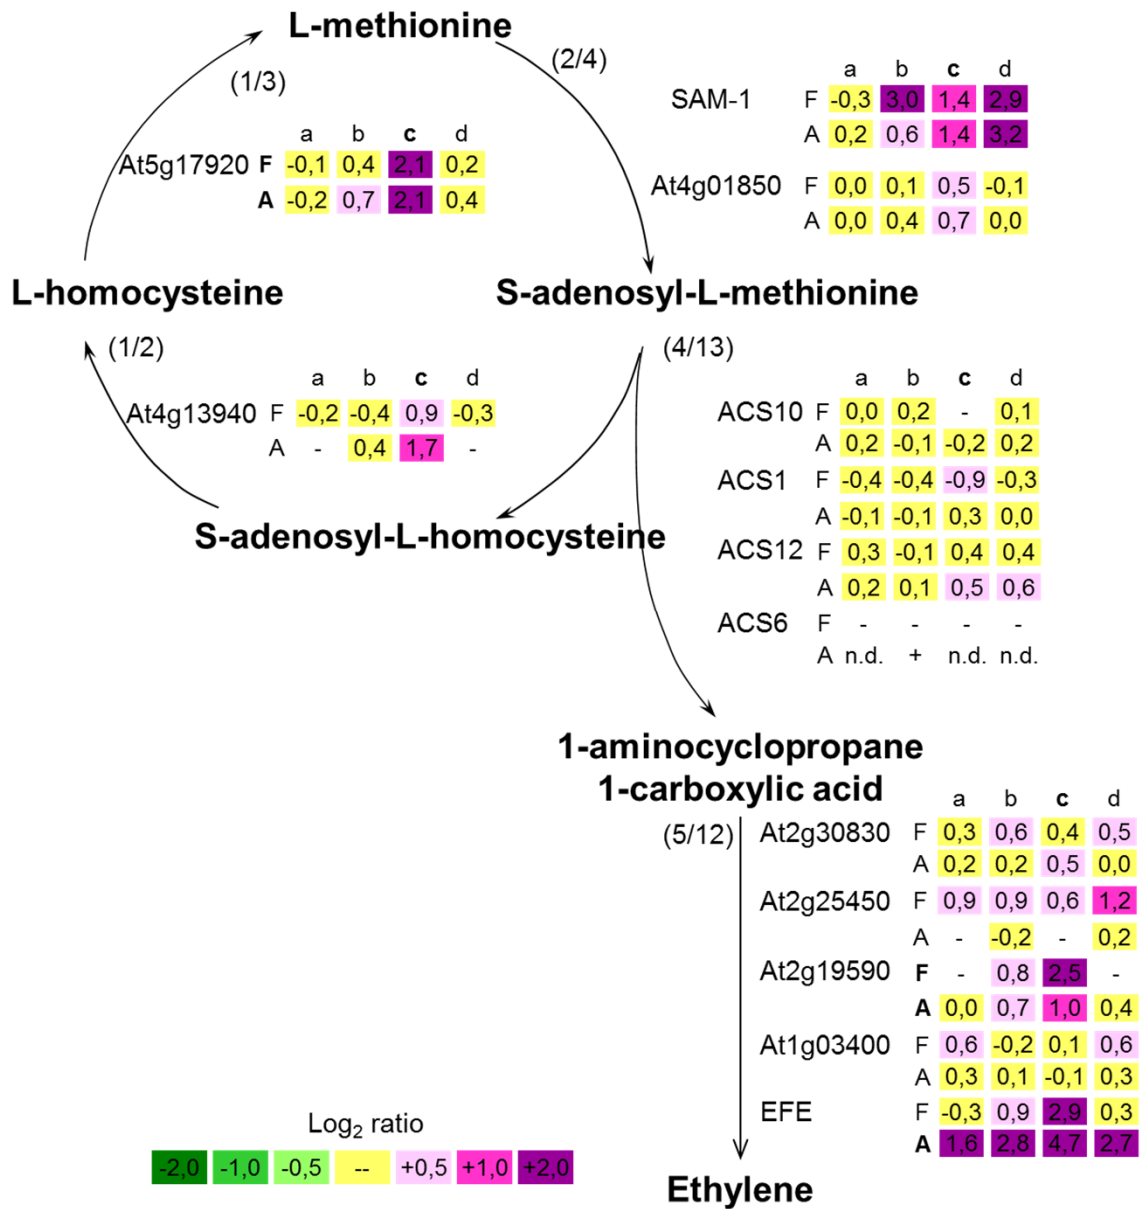 L-methionine
(1/3)
(2/4)
a b c d
SAM-1 F -0,3 3,0 1,4 2,9
A 0,2 0,6 1,4 3,2
At4g01850 F 0,0 0,1 0,5 -0,1
A 0,0 0,4 0,7 0,0
a b c d
At5g17920 F -0,1 0,4 2,1 0,2
A -0,2 0,7 2,1 0,4
L-homocysteine
S-adenosyl-L-methionine
(1/2)
(4/13)
a b c d
At4g13940 F -0,2 -0,4 0,9 -0,3
A - 0,4 1,7 -
S-adenosyl-L-homocysteine
a b c d
ACS10 F 0,0 0,2 - 0,1
A 0,2 -0,1 -0,2 0,2
ACS1 F -0,4 -0,4 -0,9 -0,3
A -0,1 -0,1 0,3 0,0
ACS12 F 0,3 -0,1 0,4 0,4
A 0,2 0,1 0,5 0,6
ACS6 F - - - -
A n.d. + n.d. n.d.
1-aminocyclopropane
1-carboxylic acid
(5/12)
a b c d
At2g30830 F 0,3 0,6 0,4 0,5
A 0,2 0,2 0,5 0,0
At2g25450 F 0,9 0,9 0,6 1,2
A - -0,2 - 0,2
At2g19590 F - 0,8 2,5 -
A 0,0 0,7 1,0 0,4
At1g03400 F 0,6 -0,2 0,1 0,6
A 0,3 0,1 -0,1 0,3
EFE F -0,3 0,9 2,9 0,3
A 1,6 2,8 4,7 2,7
Ethylene
Log2 ratio
-2,0 -1,0 -0,5 -- +0,5 +1,0 +2,0